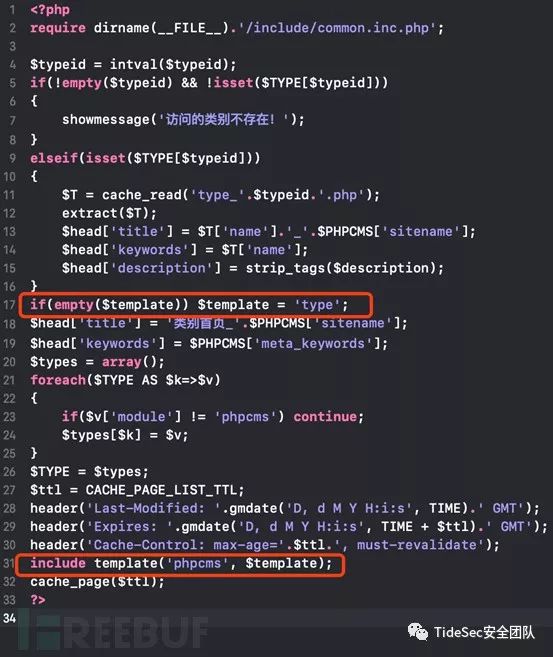 1 <?php
2 require dirname(__FILE__).'/include/common.inc.php';
3
4 $typeid = intval($typeid);
5 if(!empty($typeid) && !isset($TYPE[$typeid]))
6 {
7 showmessage('访问的类别不存在! ');
8 }
9 elseif(isset($TYPE[$typeid]))
10 {
11 $T = cache_read('type_'.$typeid.'.php');
12 extract($T);
13 $head['title'] = $T['name'].'_'.$PHPCMS['sitename'];
14 $head['keywords'] = $T['name'];
15 $head['description'] = strip_tags($description);
16 }
17 if(empty($template)) $template = 'type';
18 $head['title'] = '类别首页_'.$PHPCMS['sitename'];
19 $head['keywords'] = $PHPCMS['meta_keywords'];
20 $types = array();
21 foreach($TYPE AS $k=>$v)
22 {
23 if($v['module'] != 'phpcms') continue;
24 $types[$k] = $v;
25 }
26 $TYPE = $types;
27 $ttl = CACHE_PAGE_LIST_TTL;
28 header('Last-Modified: '.gmdate('D, d M Y H:i:s', TIME).' GMT');
29 header('Expires: '.gmdate('D, d M Y H:i:s', TIME + $ttl).' GMT');
30 header('Cache-Control: max-age='.$ttl.', must-revalidate');
31 include template('phpcms', $template);
32 cache_page($ttl);
33 ?>
34
FREEBUF
TideSec安全团队